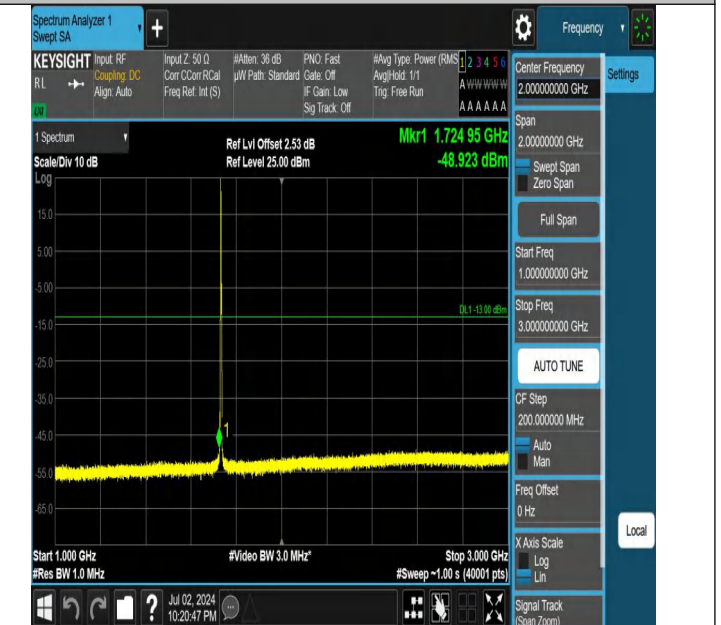 Spectrum Analyzer 1
Swept SA
+
Frequency
KEYSIGHT
RL
Input: RF
Coupling: DC
Align: Auto
Input Z: 50 Ω
Corr CCorr RCal
Freq Ref: Int (S)
#Atten: 36 dB
µW Path: Standard
PNO: Fast
Gate: Off
IF Gain: Low
Sig Track: Off
#Avg Type: Power (RMS
Avg|Hold: 1/1
Trig: Free Run
1 2 3 4 5 6
A W W W W W
A A A A A A
Center Frequency
2.000000000 GHz
Settings
Span
2.00000000 GHz
Swept Span
Zero Span
Full Span
Start Freq
1.000000000 GHz
Stop Freq
3.000000000 GHz
AUTO TUNE
CF Step
200.000000 MHz
Auto
Man
Freq Offset
0 Hz
X Axis Scale
Log
Lin
Signal Track
(Span Zoom)
Local
1 Spectrum
Scale/Div 10 dB
Log
Ref Lvl Offset 2.53 dB
Ref Level 25.00 dBm
Mkr1 1.724 95 GHz
-48.923 dBm
15.0
5.00
-5.00
-15.0
-25.0
-35.0
-45.0
-55.0
-65.0
DL1 -13.00 dBm
1
Start 1.000 GHz
#Res BW 1.0 MHz
#Video BW 3.0 MHz*
Stop 3.000 GHz
#Sweep ~1.00 s (40001 pts)
?
Jul 02, 2024
10:20:47 PM